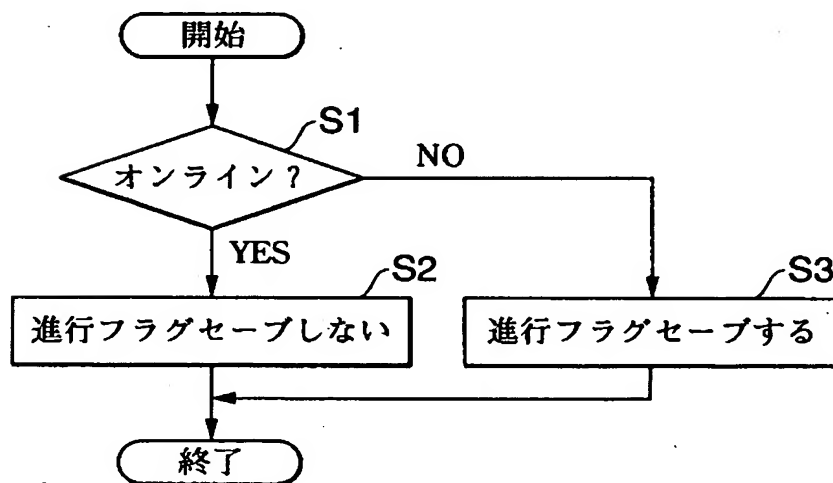 開始
S1
オンライン？
NO
YES
S2
進行フラグセーブしない
S3
進行フラグセーブする
終了